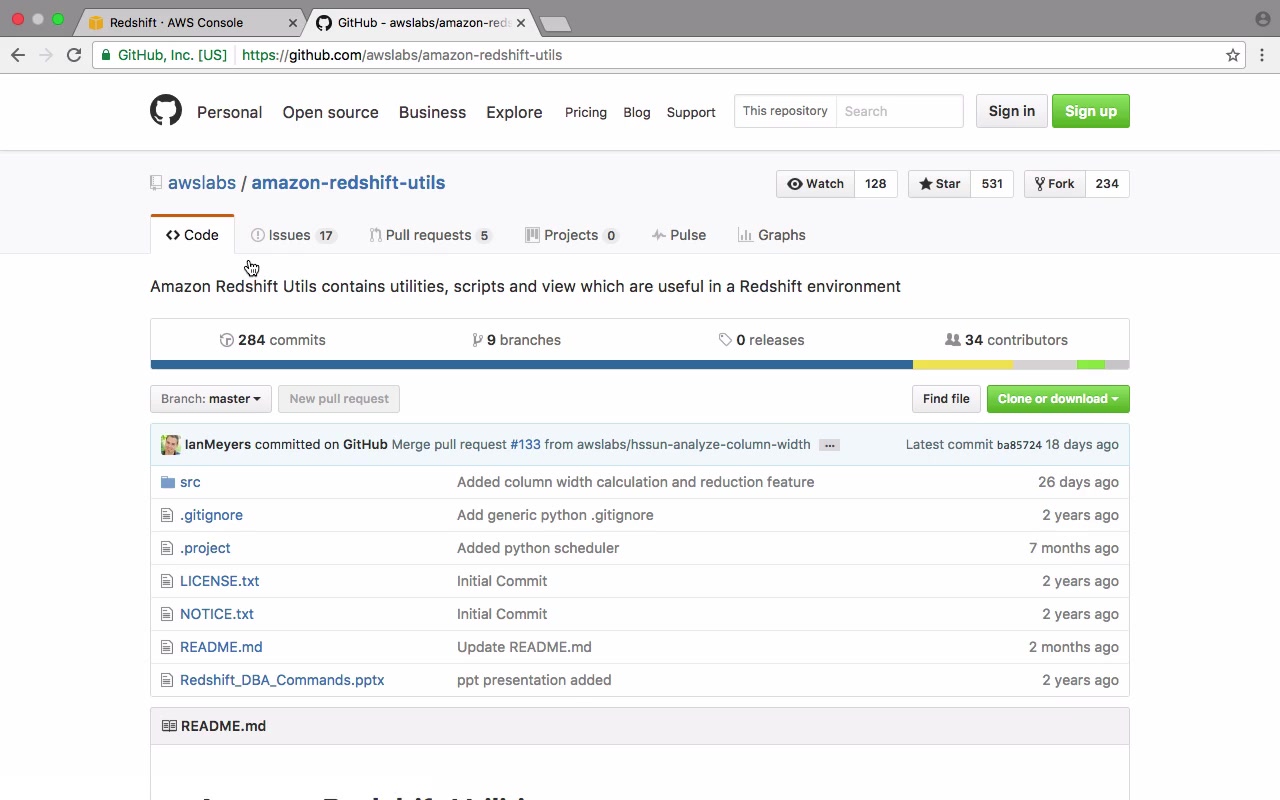 Redshift · AWS Console
GitHub - awslabs/amazon-reds
GitHub, Inc. [US] https://github.com/awslabs/amazon-redshift-utils
Personal Open source Business Explore Pricing Blog Support This repository Search Sign in Sign up
awslabs / amazon-redshift-utils
Watch 128 Star 531 Fork 234
Code Issues 17 Pull requests 5 Projects 0 Pulse Graphs
Amazon Redshift Utils contains utilities, scripts and view which are useful in a Redshift environment
284 commits 9 branches 0 releases 34 contributors
Branch: master New pull request Find file Clone or download
IanMeyers committed on GitHub Merge pull request #133 from awslabs/hssun-analyze-column-width ... Latest commit ba85724 18 days ago
src Added column width calculation and reduction feature 26 days ago
.gitignore Add generic python .gitignore 2 years ago
.project Added python scheduler 7 months ago
LICENSE.txt Initial Commit 2 years ago
NOTICE.txt Initial Commit 2 years ago
README.md Update README.md 2 months ago
Redshift_DBA_Commands.pptx ppt presentation added 2 years ago
README.md